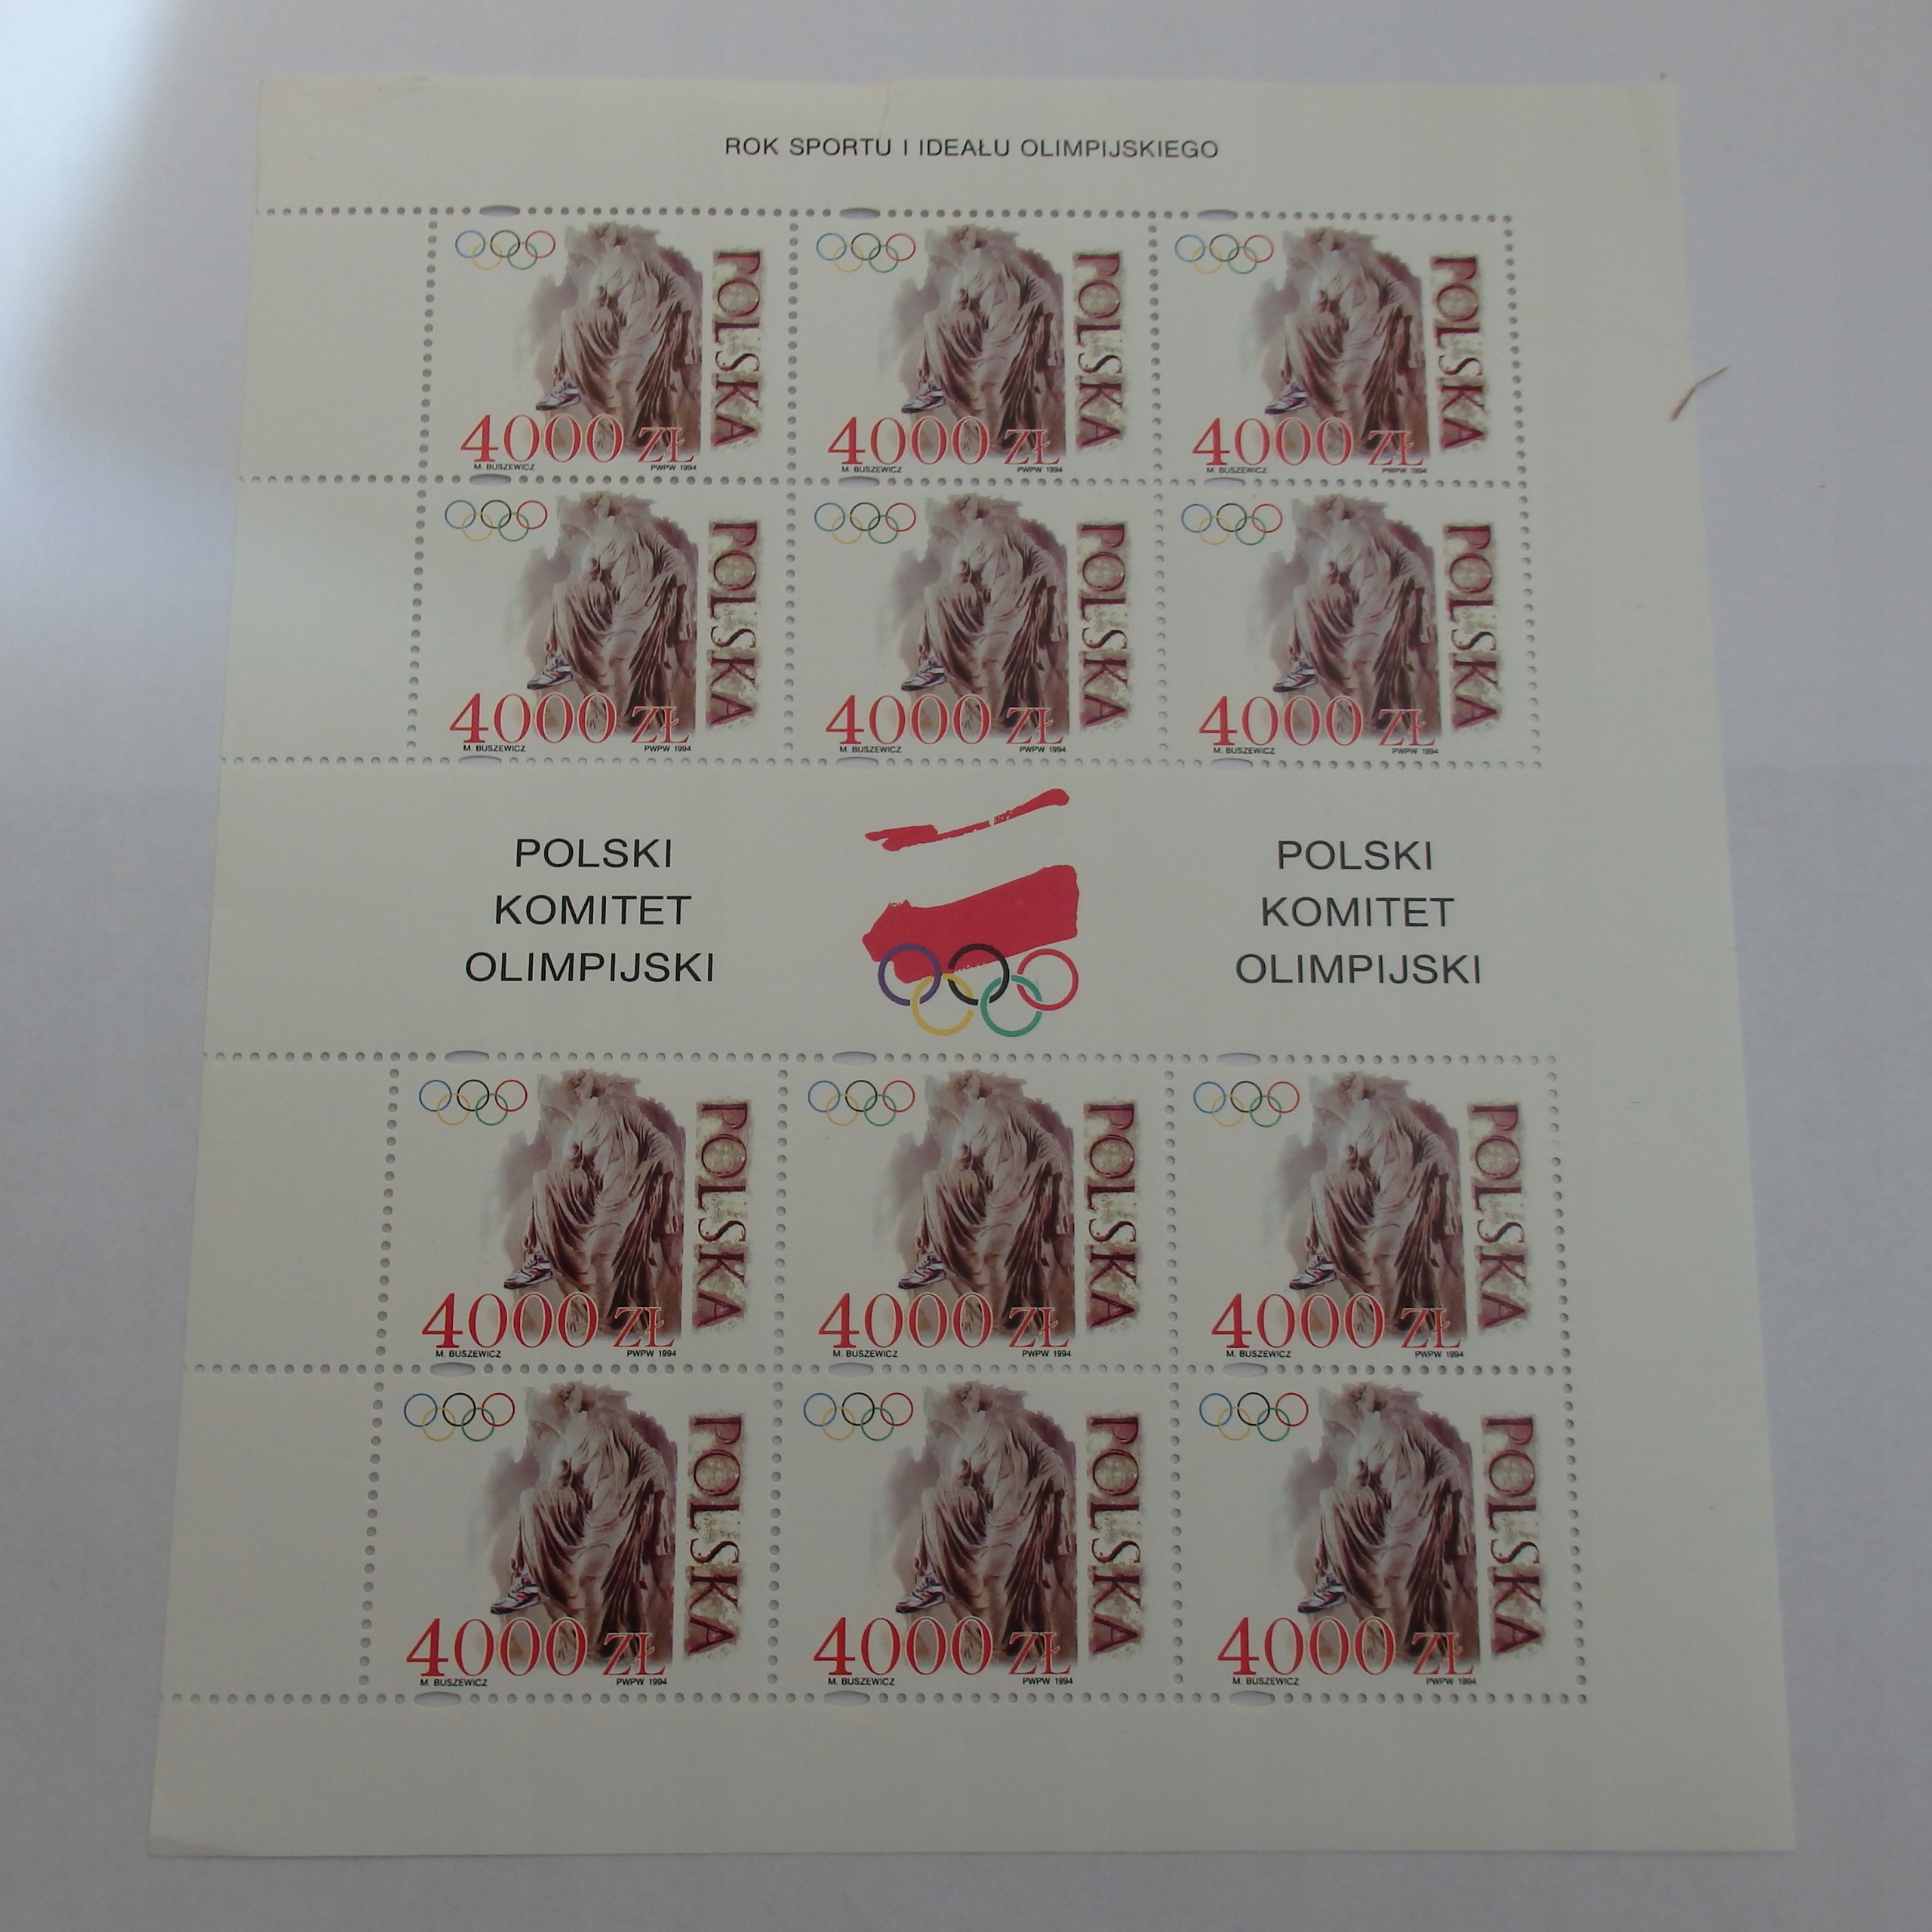 ROK SPORTU I IDEAŁU OLIMPIJSKIEGO
POLSKA
4000 ZŁ
M. BUSZEWICZ PWPW 1994
POLSKA
4000 ZŁ
M. BUSZEWICZ PWPW 1994
POLSKA
4000 ZŁ
M. BUSZEWICZ PWPW 1994
POLSKA
4000 ZŁ
M. BUSZEWICZ PWPW 1994
POLSKA
4000 ZŁ
M. BUSZEWICZ PWPW 1994
POLSKA
4000 ZŁ
M. BUSZEWICZ PWPW 1994
POLSKI
KOMITET
OLIMPIJSKI
POLSKI
KOMITET
OLIMPIJSKI
POLSKA
4000 ZŁ
M. BUSZEWICZ PWPW 1994
POLSKA
4000 ZŁ
M. BUSZEWICZ PWPW 1994
POLSKA
4000 ZŁ
M. BUSZEWICZ PWPW 1994
POLSKA
4000 ZŁ
M. BUSZEWICZ PWPW 1994
POLSKA
4000 ZŁ
M. BUSZEWICZ PWPW 1994
POLSKA
4000 ZŁ
M. BUSZEWICZ PWPW 1994